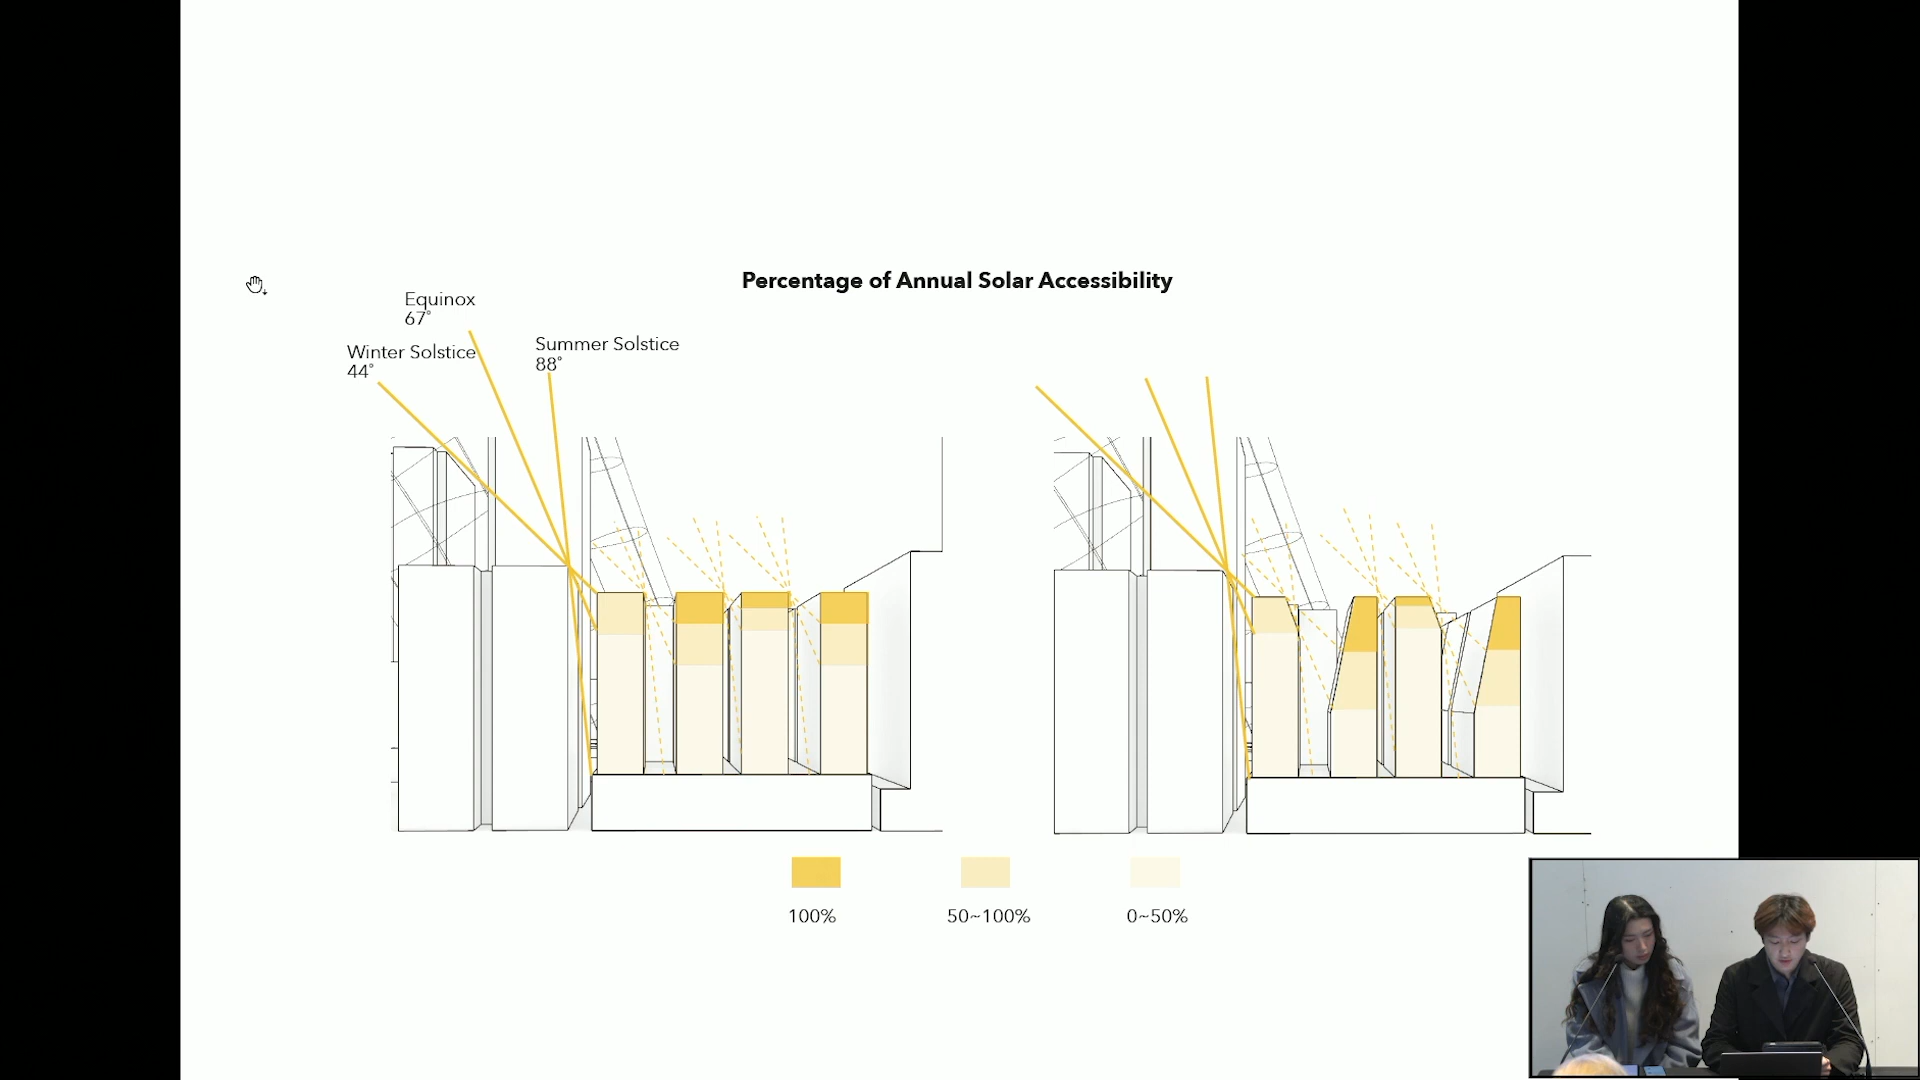 Percentage of Annual Solar Accessibility
Equinox
67°
Winter Solstice
44°
Summer Solstice
88°
100%
50~100%
0~50%